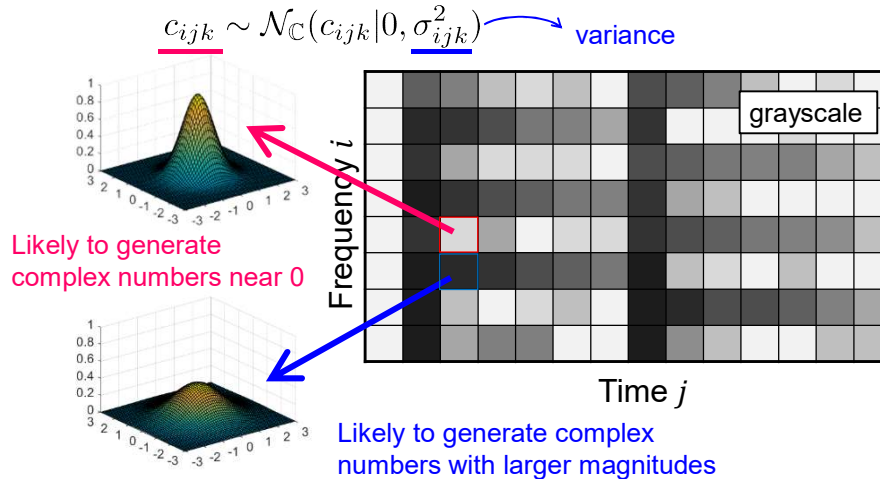 c_{ijk} ∼ 𝒩_ℂ(c_{ijk}|0, σ²_{ijk})
variance
1
0.8
0.6
0.4
0.2
0
3 2 1 0 -1 -2 -3
-3 -2 -1 0 1 2 3
Likely to generate
complex numbers near 0
1
0.8
0.6
0.4
0.2
0
3 2 1 0 -1 -2 -3
-3 -2 -1 0 1 2 3
Frequency i
grayscale
Time j
Likely to generate complex
numbers with larger magnitudes